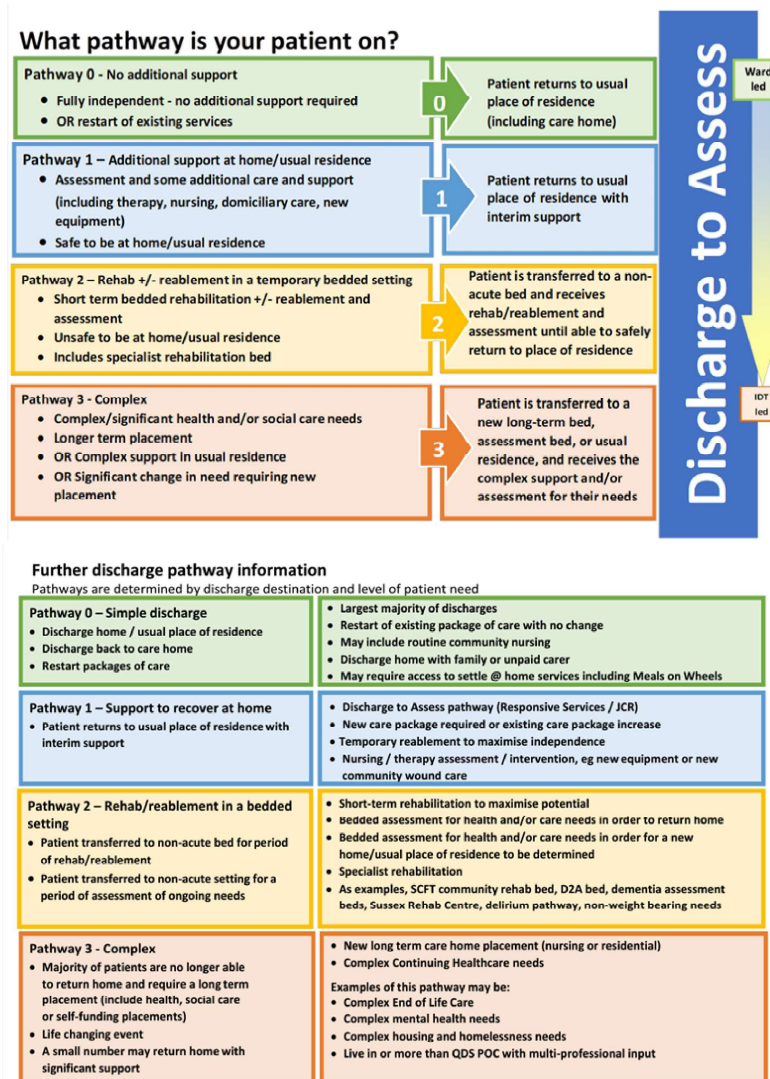 What pathway is your patient on?
Pathway 0 - No additional support
• Fully independent - no additional support required
• OR restart of existing services
0
Patient returns to usual
place of residence
(including care home)
Pathway 1 – Additional support at home/usual residence
• Assessment and some additional care and support
(including therapy, nursing, domiciliary care, new
equipment)
• Safe to be at home/usual residence
1
Patient returns to usual
place of residence with
interim support
Pathway 2 – Rehab +/- reablement in a temporary bedded setting
• Short term bedded rehabilitation +/- reablement and
assessment
• Unsafe to be at home/usual residence
• Includes specialist rehabilitation bed
2
Patient is transferred to a non-
acute bed and receives
rehab/reablement and
assessment until able to safely
return to place of residence
Pathway 3 - Complex
• Complex/significant health and/or social care needs
• Longer term placement
• OR Complex support in usual residence
• OR Significant change in need requiring new
placement
3
Patient is transferred to a
new long-term bed,
assessment bed, or usual
residence, and receives the
complex support and/or
assessment for their needs
Discharge to Assess
Ward
led
IDT
led
Further discharge pathway information
Pathways are determined by discharge destination and level of patient need
Pathway 0 – Simple discharge
• Discharge home / usual place of residence
• Discharge back to care home
• Restart packages of care
• Largest majority of discharges
• Restart of existing package of care with no change
• May include routine community nursing
• Discharge home with family or unpaid carer
• May require access to settle @ home services including Meals on Wheels
Pathway 1 – Support to recover at home
• Patient returns to usual place of residence with
interim support
• Discharge to Assess pathway (Responsive Services / JCR)
• New care package required or existing care package increase
• Temporary reablement to maximise independence
• Nursing / therapy assessment / intervention, eg new equipment or new
community wound care
Pathway 2 – Rehab/reablement in a bedded
setting
• Patient transferred to non-acute bed for period
of rehab/reablement
• Patient transferred to non-acute setting for a
period of assessment of ongoing needs
• Short-term rehabilitation to maximise potential
• Bedded assessment for health and/or care needs in order to return home
• Bedded assessment for health and/or care needs in order for a new
home/usual place of residence to be determined
• Specialist rehabilitation
• As examples, SCFT community rehab bed, D2A bed, dementia assessment
beds, Sussex Rehab Centre, delirium pathway, non-weight bearing needs
Pathway 3 - Complex
• Majority of patients are no longer able
to return home and require a long term
placement (include health, social care
or self-funding placements)
• Life changing event
• A small number may return home with
significant support
• New long term care home placement (nursing or residential)
• Complex Continuing Healthcare needs
Examples of this pathway may be:
• Complex End of Life Care
• Complex mental health needs
• Complex housing and homelessness needs
• Live in or more than QDS POC with multi-professional input